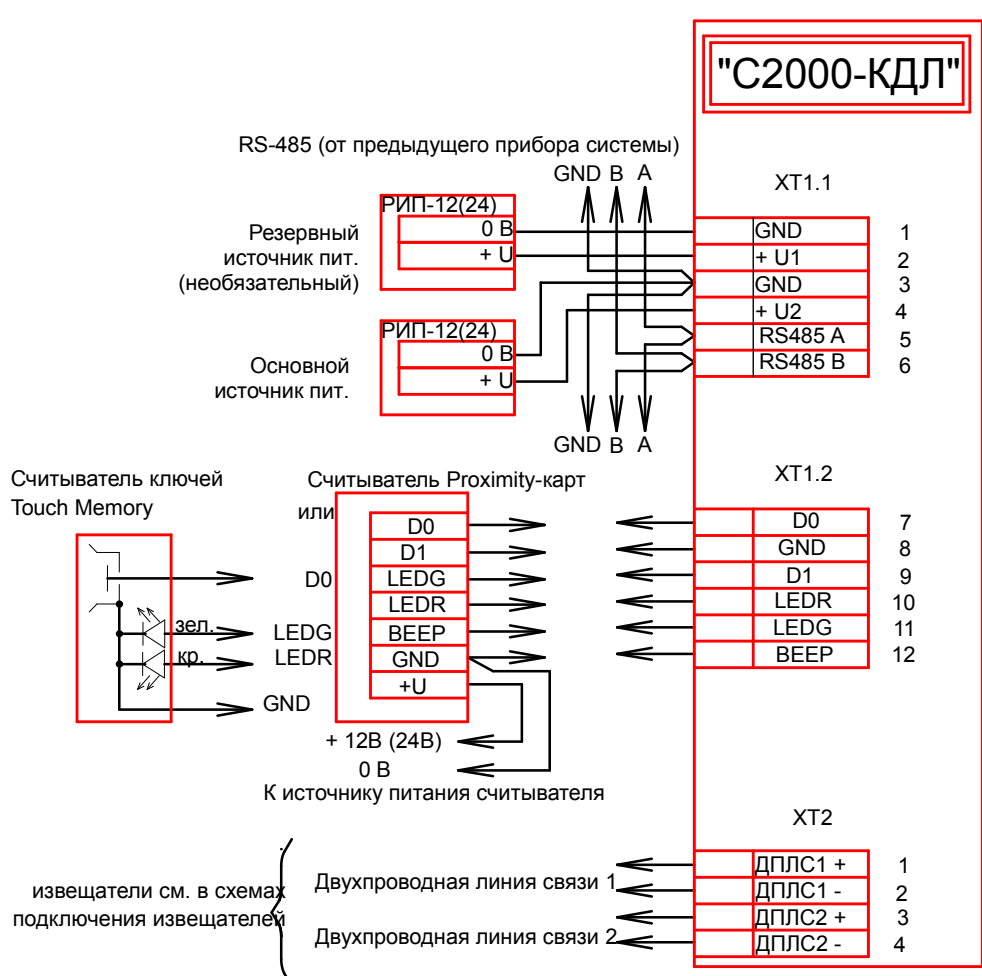 "С2000-КДЛ"
RS-485 (от предыдущего прибора системы)
GND B A
XT1.1
РИП-12(24)
0 В
+ U
Резервный
источник пит.
(необязательный)
GND 1
+ U1 2
GND 3
+ U2 4
RS485 A 5
RS485 B 6
РИП-12(24)
0 В
+ U
Основной
источник пит.
GND B A
XT1.2
Считыватель ключей
Touch Memory
Считыватель Proximity-карт
или
D0
LEDG
LEDR
GND
зел.
кр.
D0
D1
LEDG
LEDR
BEEP
GND
+U
D0 7
GND 8
D1 9
LEDR 10
LEDG 11
BEEP 12
+ 12В (24В)
0 В
К источнику питания считывателя
XT2
извещатели см. в схемах
подключения извещателей
Двухпроводная линия связи 1
Двухпроводная линия связи 2
ДПЛС1 + 1
ДПЛС1 - 2
ДПЛС2 + 3
ДПЛС2 - 4